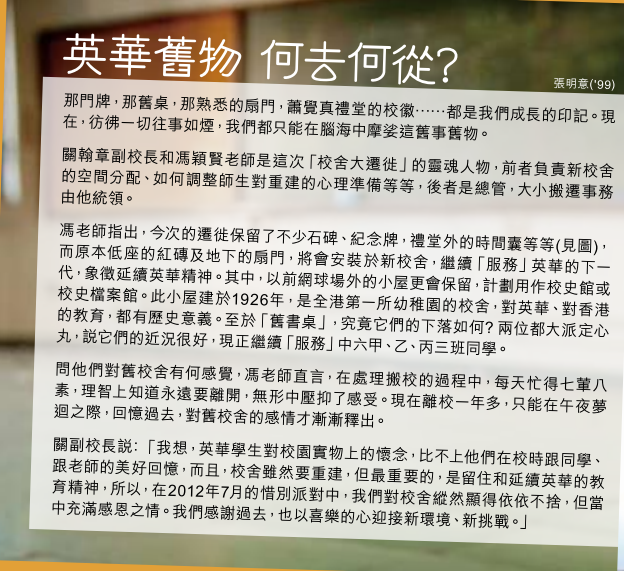 英華舊物 何去何從?
張明意('99)
那門牌，那舊桌，那熟悉的扇門，蕭覺真禮堂的校徽⋯⋯都是我們成長的印記。現
在，彷彿一切往事如煙，我們都只能在腦海中摩娑這舊事舊物。
關翰章副校長和馮穎賢老師是這次「校舍大遷徙」的靈魂人物，前者負責新校舍
的空間分配、如何調整師生對重建的心理準備等等，後者是總管，大小搬遷事務
由他統領。
馮老師指出，今次的遷徙保留了不少石碑、紀念牌，禮堂外的時間囊等等(見圖)，
而原本低座的紅磚及地下的扇門，將會安裝於新校舍，繼續「服務」英華的下一
代，象徵延續英華精神。其中，以前網球場外的小屋更會保留，計劃用作校史館或
校史檔案館。此小屋建於1926年，是全港第一所幼稚園的校舍，對英華、對香港
的教育，都有歷史意義。至於「舊書桌」，究竟它們的下落如何? 兩位都大派定心
丸，說它們的近況很好，現正繼續「服務」中六甲、乙、丙三班同學。
問他們對舊校舍有何感覺，馮老師直言，在處理搬校的過程中，每天忙得七葷八
素，理智上知道永遠要離開，無形中壓抑了感受。現在離校一年多，只能在午夜夢
迴之際，回憶過去，對舊校舍的感情才漸漸釋出。
關副校長說:「我想，英華學生對校園實物上的懷念，比不上他們在校時跟同學、
跟老師的美好回憶，而且，校舍雖然要重建，但最重要的，是留住和延續英華的教
育精神，所以，在2012年7月的惜別派對中，我們對校舍縱然顯得依依不捨，但當
中充滿感恩之情。我們感謝過去，也以喜樂的心迎接新環境、新挑戰。」